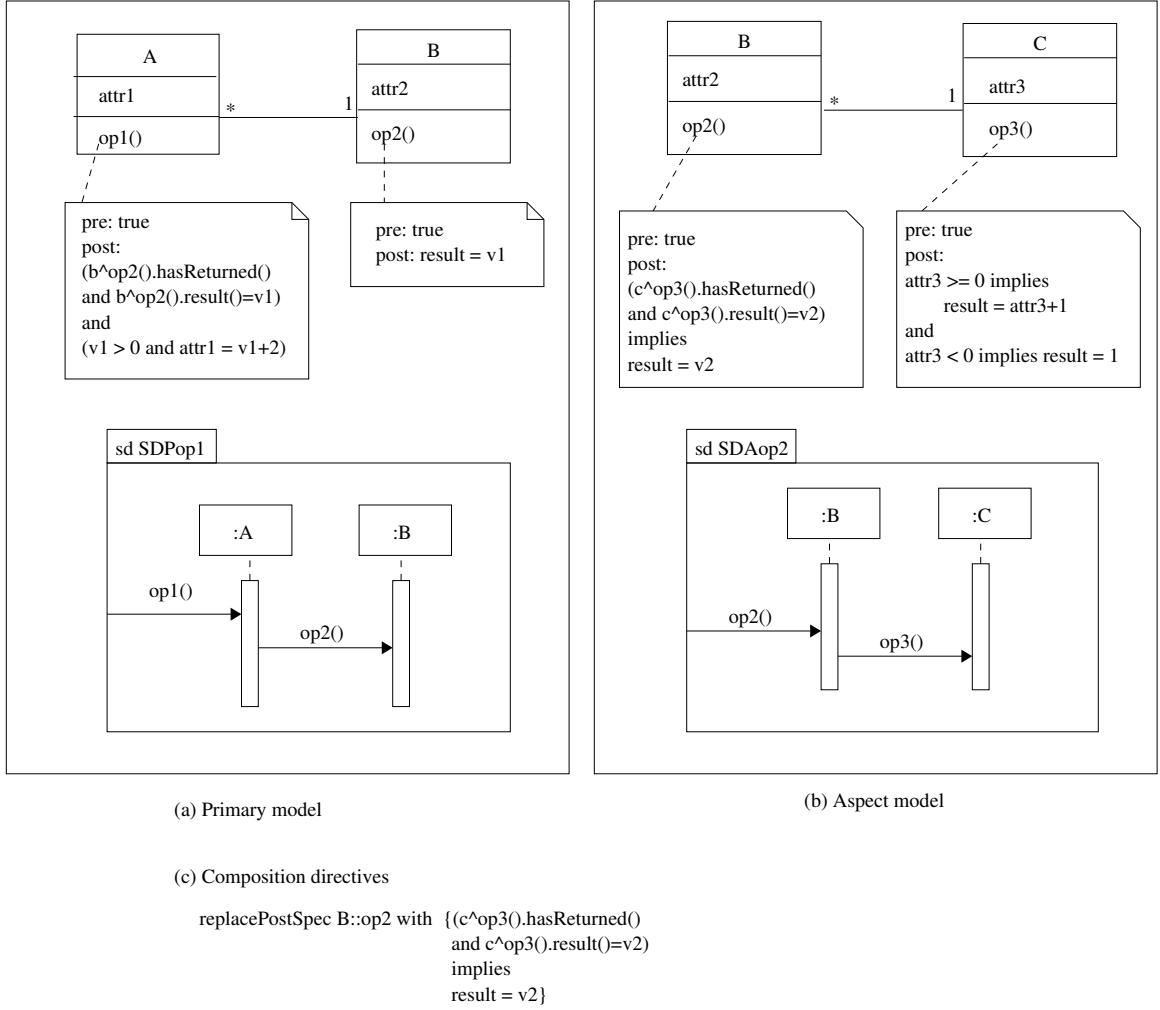 A
attr1
op1()
*
1
B
attr2
op2()
pre: true
post:
(b^op2().hasReturned()
and b^op2().result()=v1)
and
(v1 > 0 and attr1 = v1+2)
pre: true
post: result = v1
sd SDPop1
:A
:B
op1()
op2()
(a) Primary model
B
attr2
op2()
*
1
C
attr3
op3()
pre: true
post:
(c^op3().hasReturned()
and c^op3().result()=v2)
implies
result = v2
pre: true
post:
attr3 >= 0 implies
result = attr3+1
and
attr3 < 0 implies result = 1
sd SDAop2
:B
:C
op2()
op3()
(b) Aspect model
(c) Composition directives
replacePostSpec B::op2 with {(c^op3().hasReturned()
and c^op3().result()=v2)
implies
result = v2}